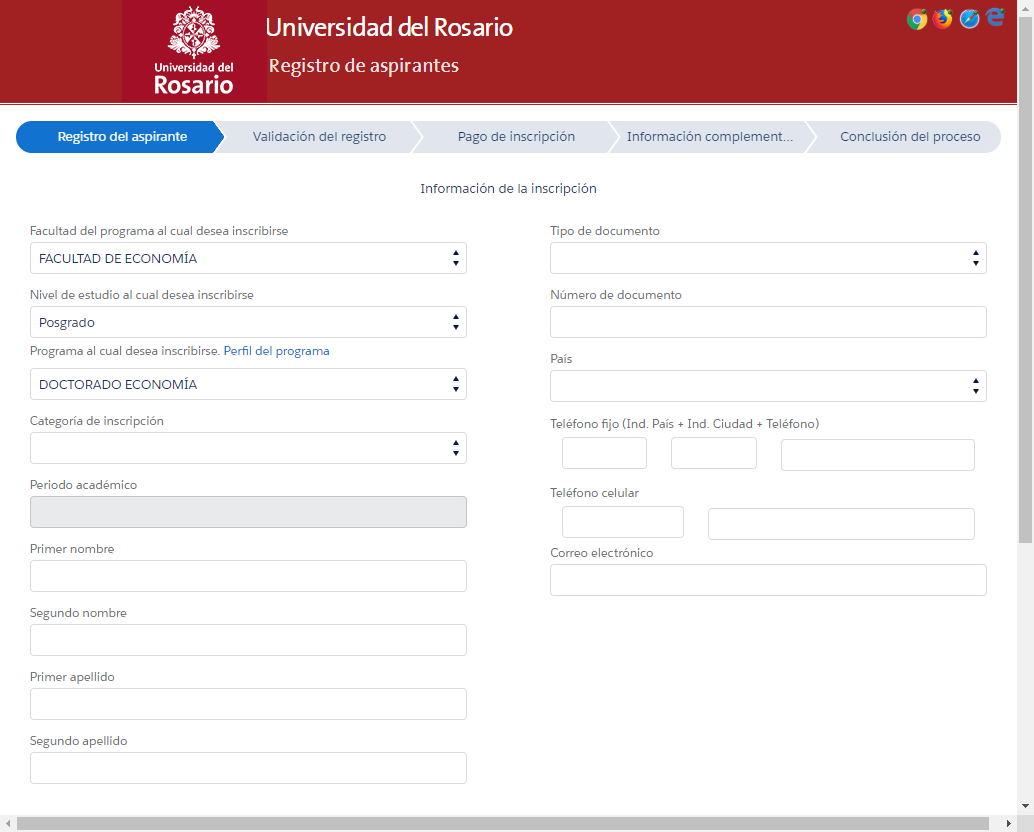 Universidad del
Rosario
Universidad del Rosario
Registro de aspirantes
Registro del aspirante
Validación del registro
Pago de inscripción
Información complement...
Conclusión del proceso
Información de la inscripción
Facultad del programa al cual desea inscribirse
FACULTAD DE ECONOMÍA
Nivel de estudio al cual desea inscribirse
Posgrado
Programa al cual desea inscribirse. Perfil del programa
DOCTORADO ECONOMÍA
Categoría de inscripción
Periodo académico
Primer nombre
Segundo nombre
Primer apellido
Segundo apellido
Tipo de documento
Número de documento
País
Teléfono fijo (Ind. País + Ind. Ciudad + Teléfono)
Teléfono celular
Correo electrónico